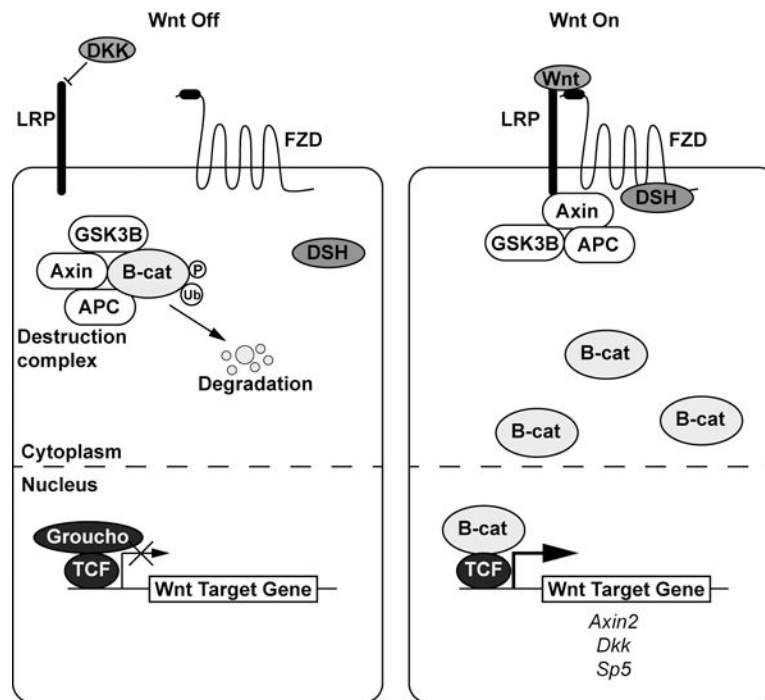 Wnt Off
DKK
LRP
FZD
GSK3B
Axin
B-cat
P
Ub
APC
DSH
Destruction
complex
Degradation
Cytoplasm
Nucleus
Groucho
TCF
Wnt Target Gene
Wnt On
Wnt
LRP
FZD
DSH
Axin
GSK3B
APC
B-cat
B-cat
B-cat
B-cat
TCF
Wnt Target Gene
Axin2
Dkk
Sp5